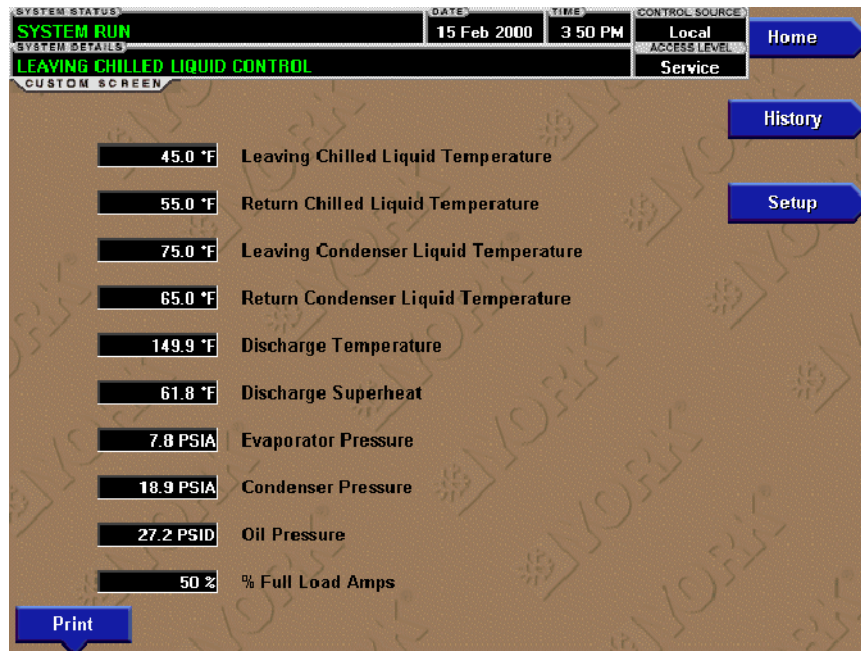 SYSTEM STATUS
SYSTEM RUN
DATE
15 Feb 2000
TIME
3 50 PM
CONTROL SOURCE
Local
Home
SYSTEM DETAILS
LEAVING CHILLED LIQUID CONTROL
ACCESS LEVEL
Service
CUSTOM SCREEN
History
45.0 °F Leaving Chilled Liquid Temperature
55.0 °F Return Chilled Liquid Temperature
Setup
75.0 °F Leaving Condenser Liquid Temperature
65.0 °F Return Condenser Liquid Temperature
149.9 °F Discharge Temperature
61.8 °F Discharge Superheat
7.8 PSIA Evaporator Pressure
18.9 PSIA Condenser Pressure
27.2 PSID Oil Pressure
50 % % Full Load Amps
Print
YORK